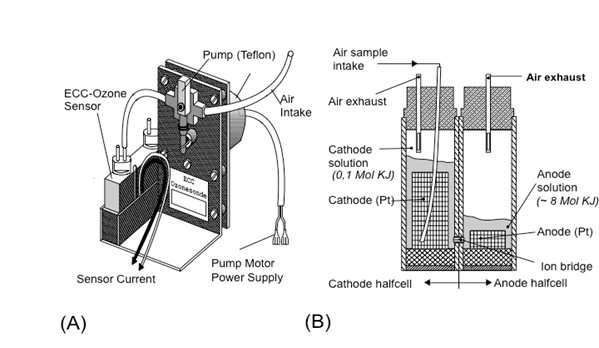 Pump (Teflon)
ECC-Ozone
Sensor
Air
Intake
ECC
Ozonesonde
Sensor Current
Pump Motor
Power Supply
(A)
Air sample
intake
Air exhaust
Air exhaust
Cathode
solution
(0,1 Mol KJ)
Cathode (Pt)
Anode
solution
(~ 8 Mol KJ)
Anode (Pt)
Ion bridge
Cathode halfcell
Anode halfcell
(B)